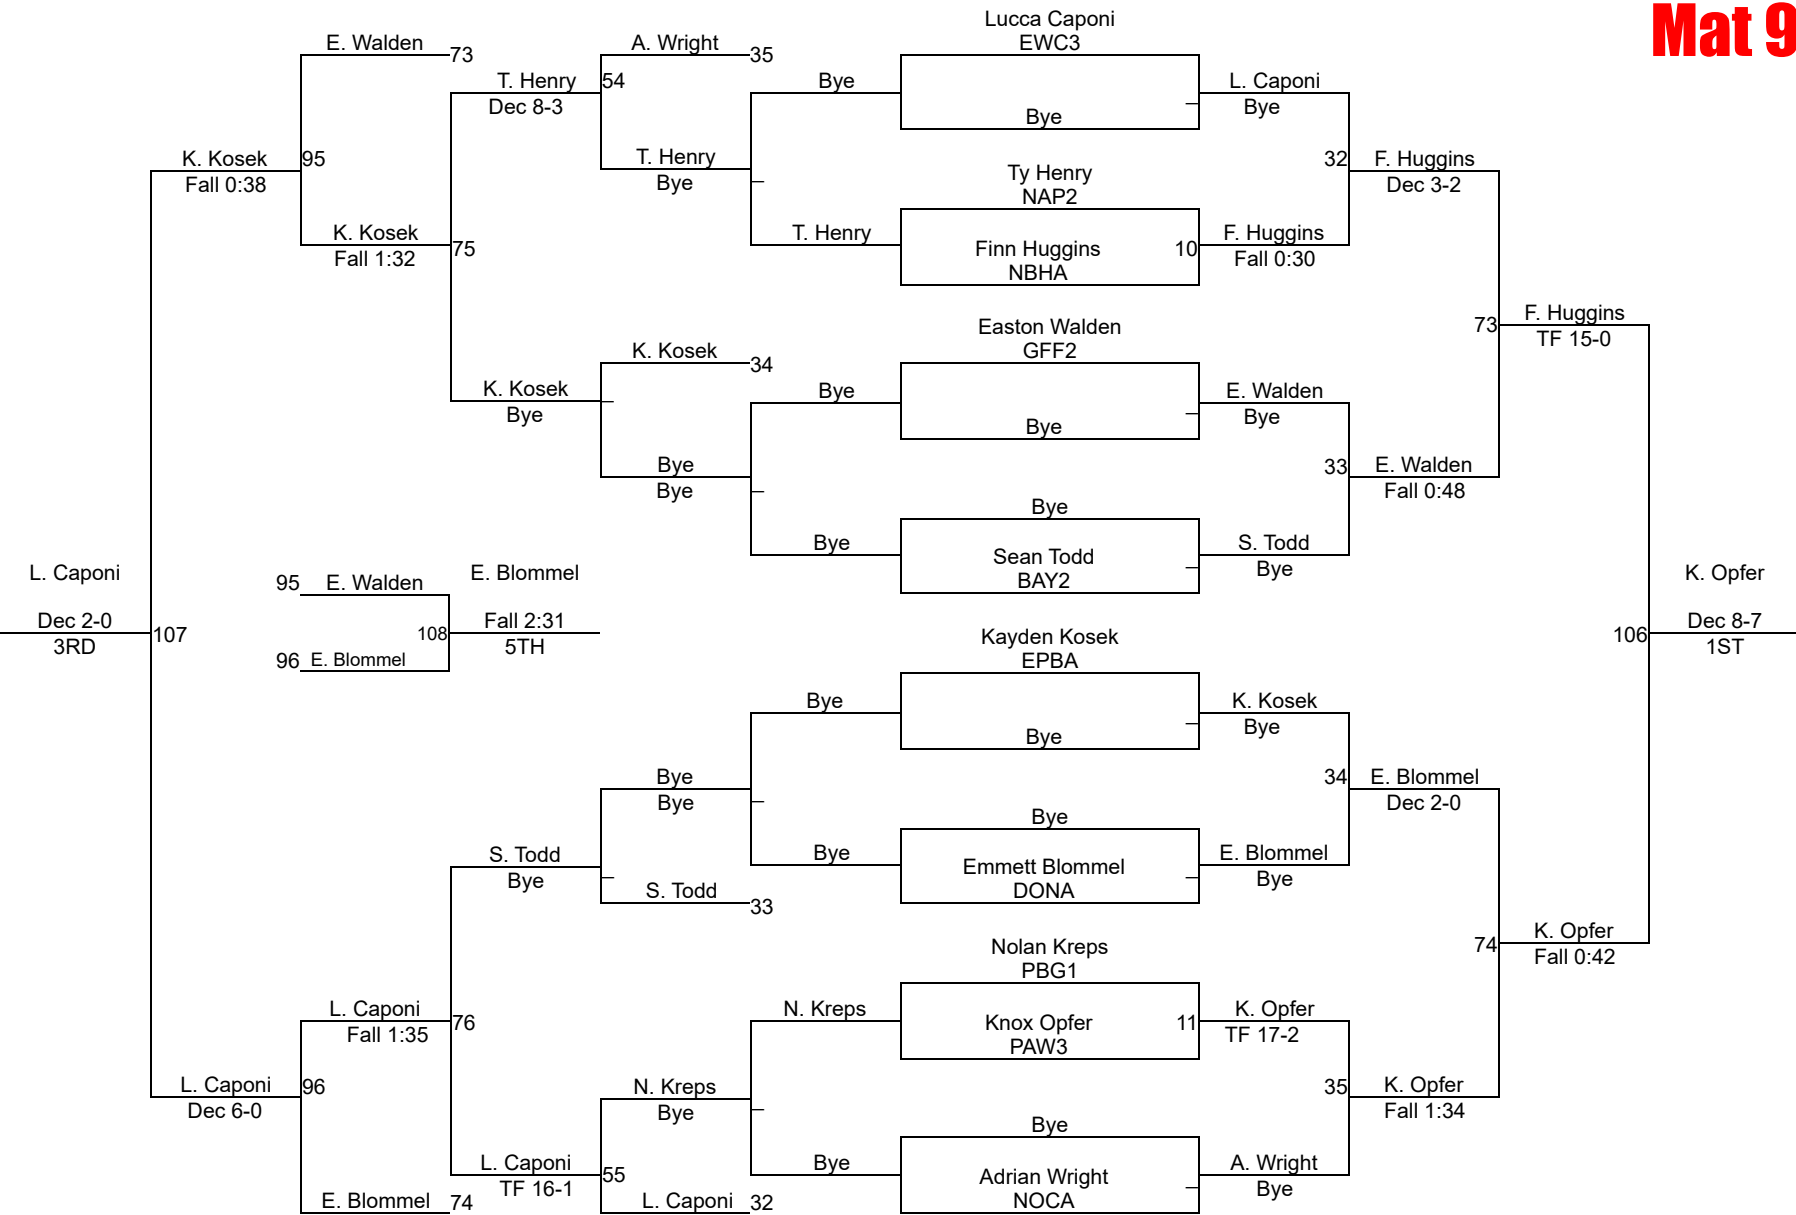 Mat 9
Lucca Caponi
EWC3
E. Walden
73
A. Wright
35
T. Henry
54
Dec 8-3
Bye
L. Caponi
Bye
Bye
K. Kosek
95
Fall 0:38
T. Henry
Bye
32
F. Huggins
Dec 3-2
Ty Henry
NAP2
K. Kosek
Fall 1:32
75
T. Henry
Finn Huggins
NBHA
10
F. Huggins
Fall 0:30
Easton Walden
GFF2
73
F. Huggins
TF 15-0
K. Kosek
34
K. Kosek
Bye
Bye
Bye
E. Walden
Bye
Bye
Bye
33
E. Walden
Fall 0:48
Bye
Bye
Sean Todd
BAY2
S. Todd
Bye
L. Caponi
Dec 2-0
3RD
107
95
E. Walden
96
E. Blommel
108
E. Blommel
Fall 2:31
5TH
K. Opfer
106
Dec 8-7
1ST
Kayden Kosek
EPBA
Bye
Bye
K. Kosek
Bye
Bye
Bye
34
E. Blommel
Dec 2-0
Bye
Bye
Emmett Blommel
DONA
E. Blommel
Bye
S. Todd
Bye
S. Todd
33
Nolan Kreps
PBG1
74
K. Opfer
Fall 0:42
L. Caponi
Fall 1:35
76
N. Kreps
Knox Opfer
PAW3
11
K. Opfer
TF 17-2
L. Caponi
Dec 6-0
96
N. Kreps
Bye
35
K. Opfer
Fall 1:34
Bye
Bye
Adrian Wright
NOCA
A. Wright
Bye
L. Caponi
TF 16-1
55
E. Blommel
74
L. Caponi
32